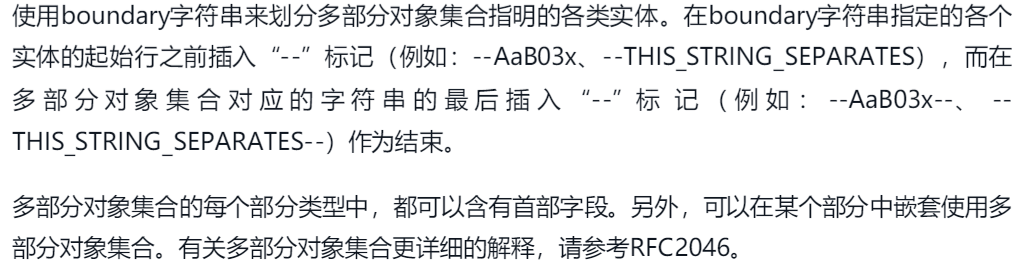 使用boundary字符串来划分多部分对象集合指明的各类实体。在boundary字符串指定的各个
实体的起始行之前插入“--”标记（例如：--AaB03x、--THIS_STRING_SEPARATES），而在
多部分对象集合对应的字符串的最后插入“--”标记（例如：--AaB03x--、--
THIS_STRING_SEPARATES--）作为结束。
多部分对象集合的每个部分类型中，都可以含有首部字段。另外，可以在某个部分中嵌套使用多
部分对象集合。有关多部分对象集合更详细的解释，请参考RFC2046。